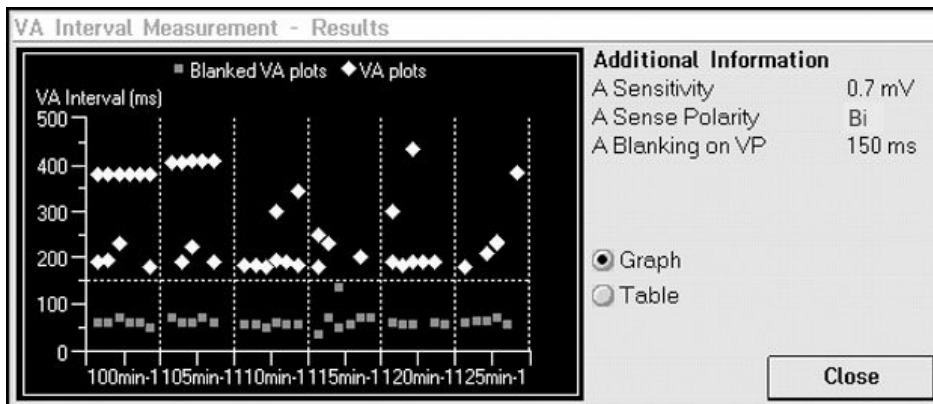 VA Interval Measurement - Results
Blanked VA plots VA plots
VA Interval (ms)
500
400
300
200
100
0
100min-1 105min-1 110min-1 115min-1 120min-1 125min-1
Additional Information
A Sensitivity 0.7 mV
A Sense Polarity Bi
A Blanking on VP 150 ms
Graph
Table
Close